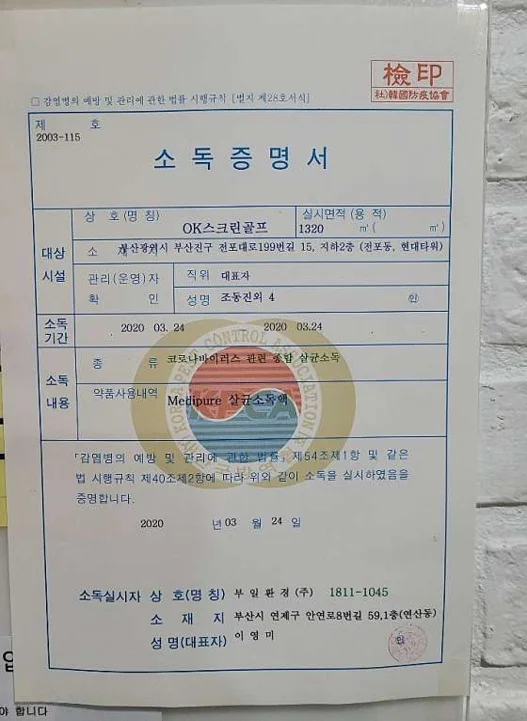 檢印
社)韓國防疫協會
□ 감염병의 예방 및 관리에 관한 법률 시행규칙 [별지 제28호서식]
제 호
2003-115
소독증명서
대상 시설
상 호(명 칭) OK스크린골프
실시면적(용 적)
1320 ㎡( ㎥)
소 재 부산광역시 부산진구 전포대로199번길 15, 지하2층 (전포동, 현대타워)
관리(운영)자 확 인
직위 대표자
성명 조동진외 4 인
소독 기간
2020 03. 24 2020 03.24
소독 내용
종 류 코로나바이러스 관련 종합 살균소독
약품사용내역 Medipure 살균소독액
KOREA PEST CONTROL ASSOCIATION
KPCA
「감염병의 예방 및 관리에 관한 법률」 제54조제1항 및 같은
법 시행규칙 제40조제2항에 따라 위와 같이 소독을 실시하였음을
증명합니다.
2020 년 03 월 24 일
소독실시자 상 호(명 칭) 부일환경(주) 1811-1045
소 재 지 부산시 연제구 안연로8번길 59,1층(연산동)
성 명(대표자) 이영미
인
야 합니다